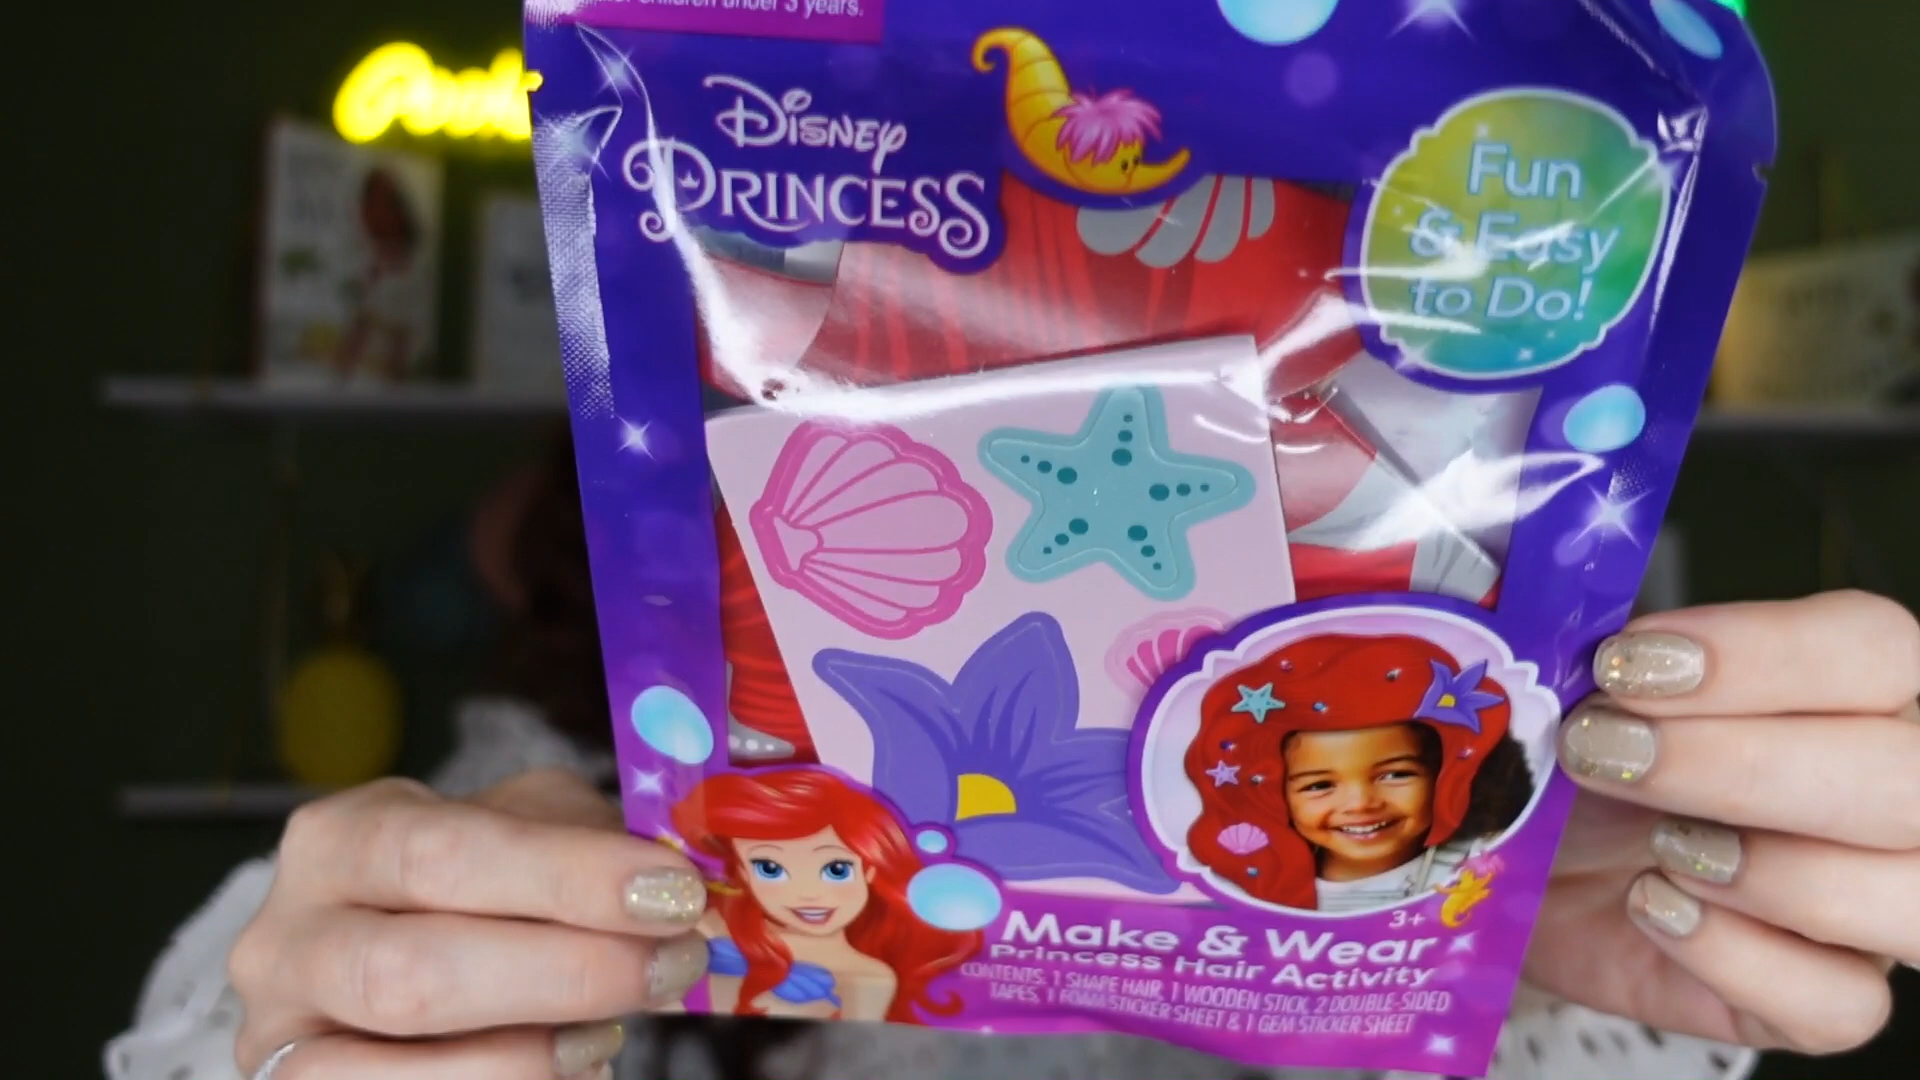 children under 3 years.
Disney
PRINCESS
Fun
& Easy
to Do!
3+
Make & Wear
Princess Hair Activity
CONTENTS: 1 SHAPE HAIR, 1 WOODEN STICK, 2 DOUBLE-SIDED
TAPES, 1 FOAM STICKER SHEET & 1 GEM STICKER SHEET